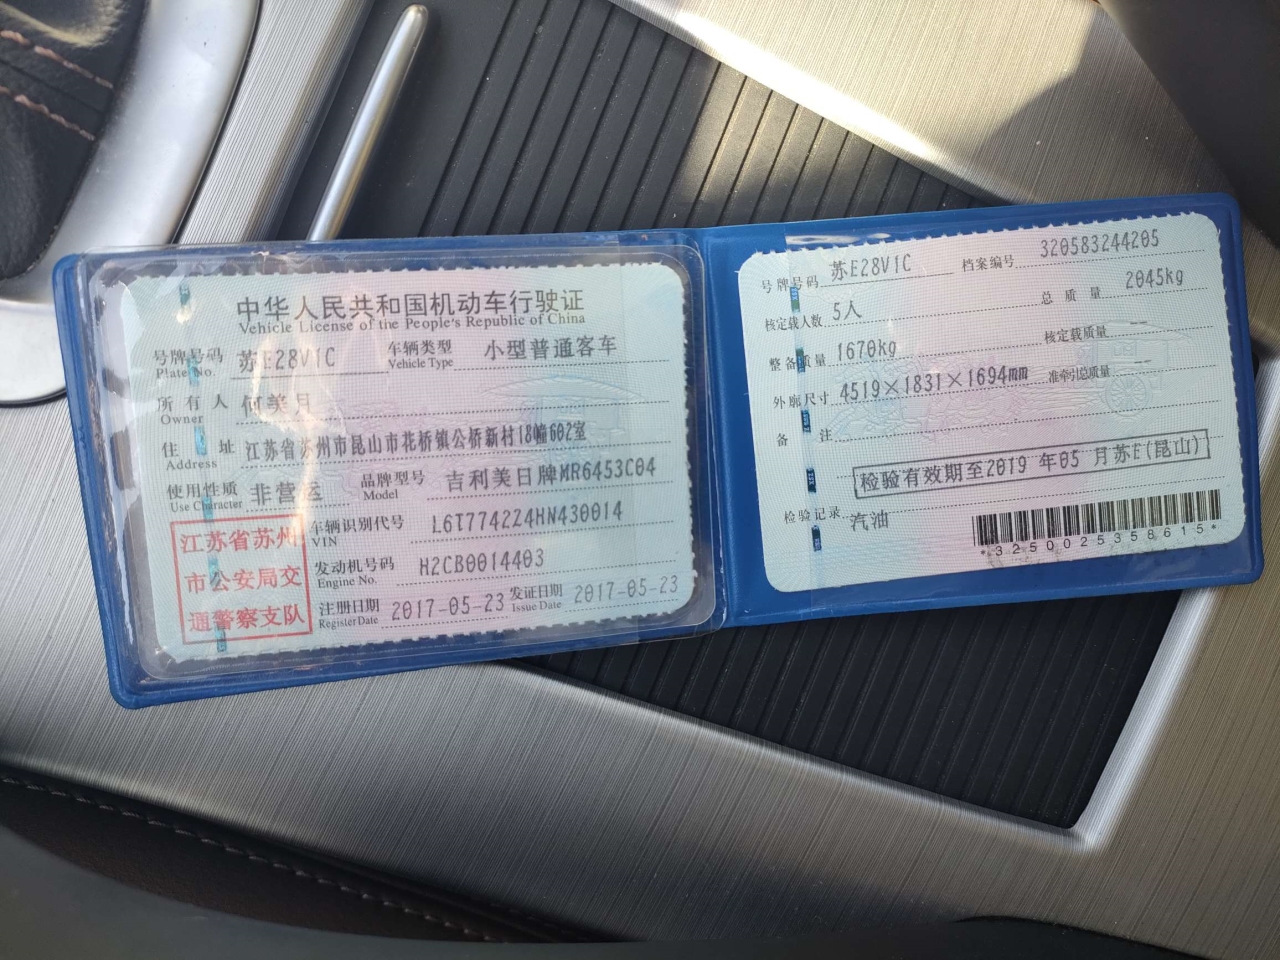 中华人民共和国机动车行驶证
Vehicle License of the People's Republic of China
号牌号码 苏E28V1C 车辆类型 小型普通客车
Plate No. Vehicle Type
所有人 何美月
Owner
住址 江苏省苏州市昆山市花桥镇公桥新村18幢602室
Address
使用性质 非营运 品牌型号 吉利美日牌MR6453C04
Use Character Model
江苏省苏州
市公安局交
通警察支队
车辆识别代号 L6T7742Z4HN430014
VIN
发动机号码 H2CB0014403
Engine No.
注册日期 2017-05-23 发证日期 2017-05-23
Register Date Issue Date
号牌号码 苏E28V1C 档案编号 320583244205
核定载人数 5人 总质量 2045kg
整备质量 1670kg 核定载质量 --
外廓尺寸 4519×1831×1694mm 准牵引总质量 --
备注
检验有效期至2019 年05 月苏E(昆山)
检验记录 汽油
*3250025358615*